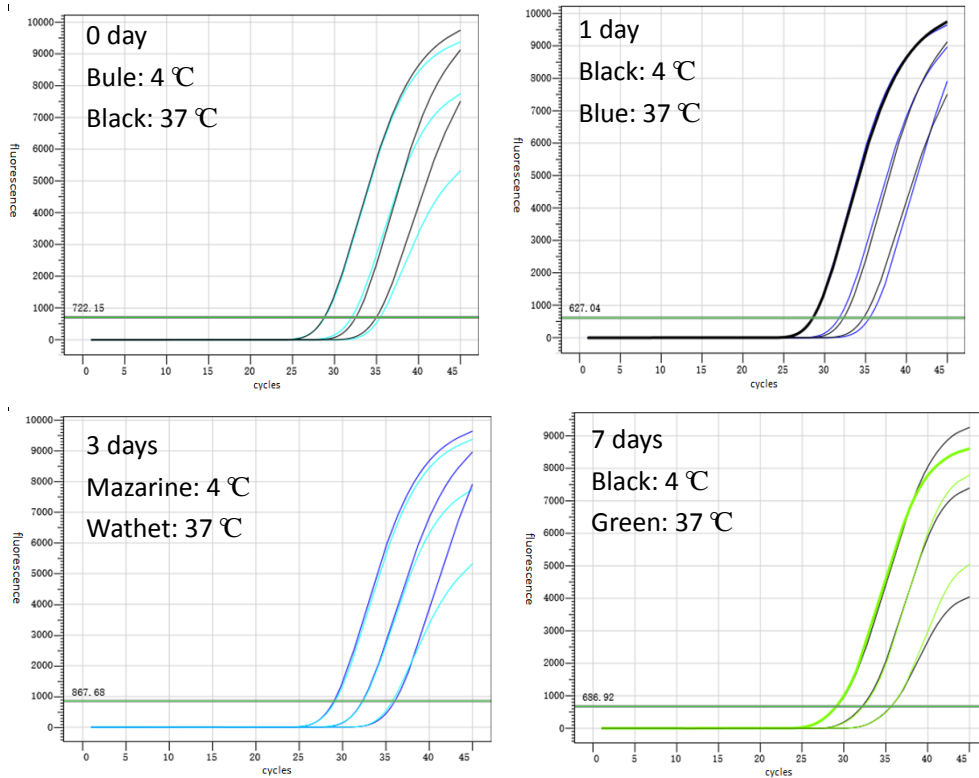 0 day
Bule: 4 ℃
Black: 37 ℃
10000
9000
8000
7000
6000
5000
4000
3000
2000
1000
0
722.15
fluorescence
0 5 10 15 20 25 30 35 40 45
cycles
1 day
Black: 4 ℃
Blue: 37 ℃
10000
9000
8000
7000
6000
5000
4000
3000
2000
1000
0
627.04
fluorescence
0 5 10 15 20 25 30 35 40 45
cycles
3 days
Mazarine: 4 ℃
Wathet: 37 ℃
10000
9000
8000
7000
6000
5000
4000
3000
2000
1000
0
867.68
fluorescence
0 5 10 15 20 25 30 35 40 45
cycles
7 days
Black: 4 ℃
Green: 37 ℃
9000
8000
7000
6000
5000
4000
3000
2000
1000
0
686.92
fluorescence
0 5 10 15 20 25 30 35 40 45
cycles